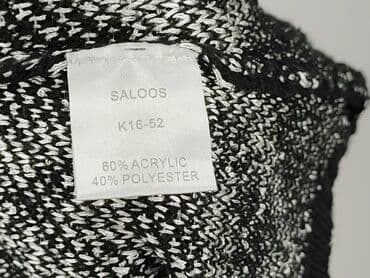 SALOOS
K16-52
60% ACRYLIC
40% POLYESTER